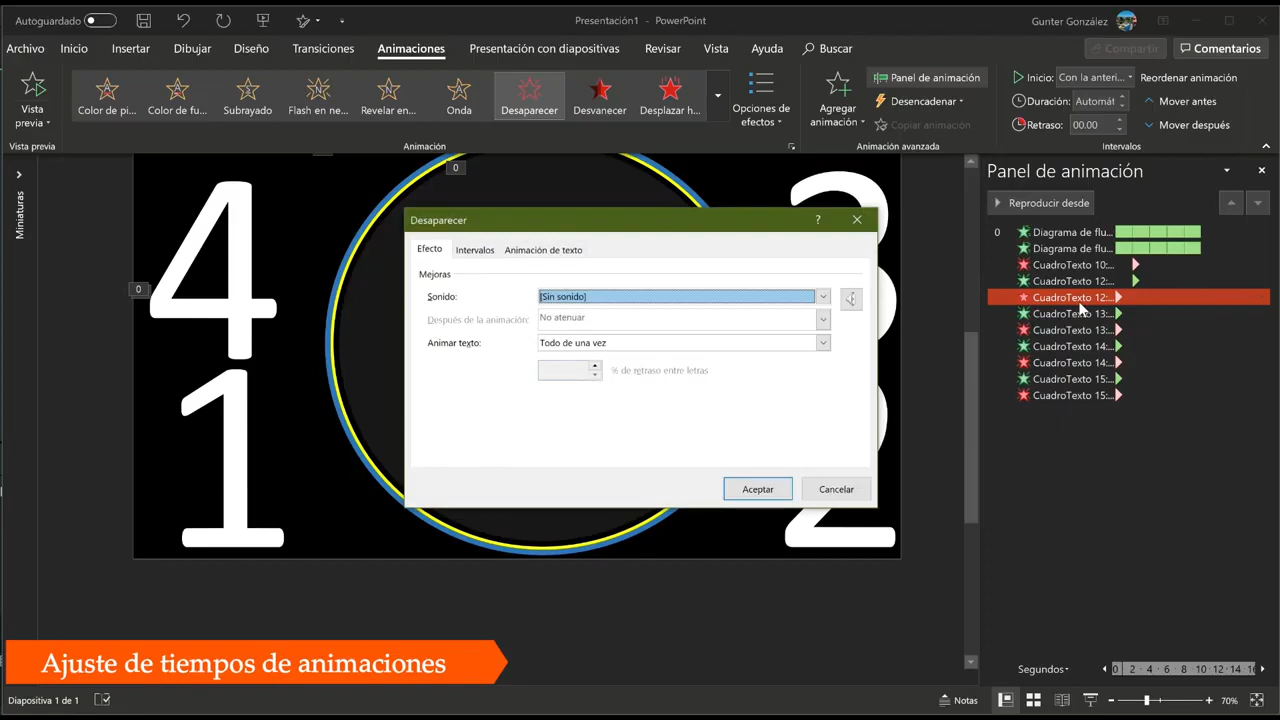 Autoguardado
Presentación1 - PowerPoint
Gunter González
Archivo Inicio Insertar Dibujar Diseño Transiciones Animaciones Presentación con diapositivas Revisar Vista Ayuda Buscar Compartir Comentarios
Vista previa
Color de pi...
Color de fu...
Subrayado
Flash en ne...
Revelar en...
Onda
Desaparecer
Desvanecer
Desplazar h...
Opciones de efectos
Agregar animación
Panel de animación
Desencadenar
Copiar animación
Inicio: Con la anteri...
Duración: Automát
Retraso: 00.00
Reordenar animación
Mover antes
Mover después
Vista previa
Animación
Animación avanzada
Intervalos
Miniaturas
0
0
4
1
2
Desaparecer
?
Efecto Intervalos Animación de texto
Mejoras
Sonido: [Sin sonido]
Después de la animación: No atenuar
Animar texto: Todo de una vez
% de retraso entre letras
Aceptar Cancelar
Panel de animación
Reproducir desde
0 Diagrama de flu...
Diagrama de flu...
CuadroTexto 10:...
CuadroTexto 12:...
CuadroTexto 12:...
CuadroTexto 13:...
CuadroTexto 13:...
CuadroTexto 14:...
CuadroTexto 14:...
CuadroTexto 15:...
CuadroTexto 15:...
Segundos
0 2 4 6 8 10 12 14 16
Ajuste de tiempos de animaciones
Diapositiva 1 de 1
Notas
70%